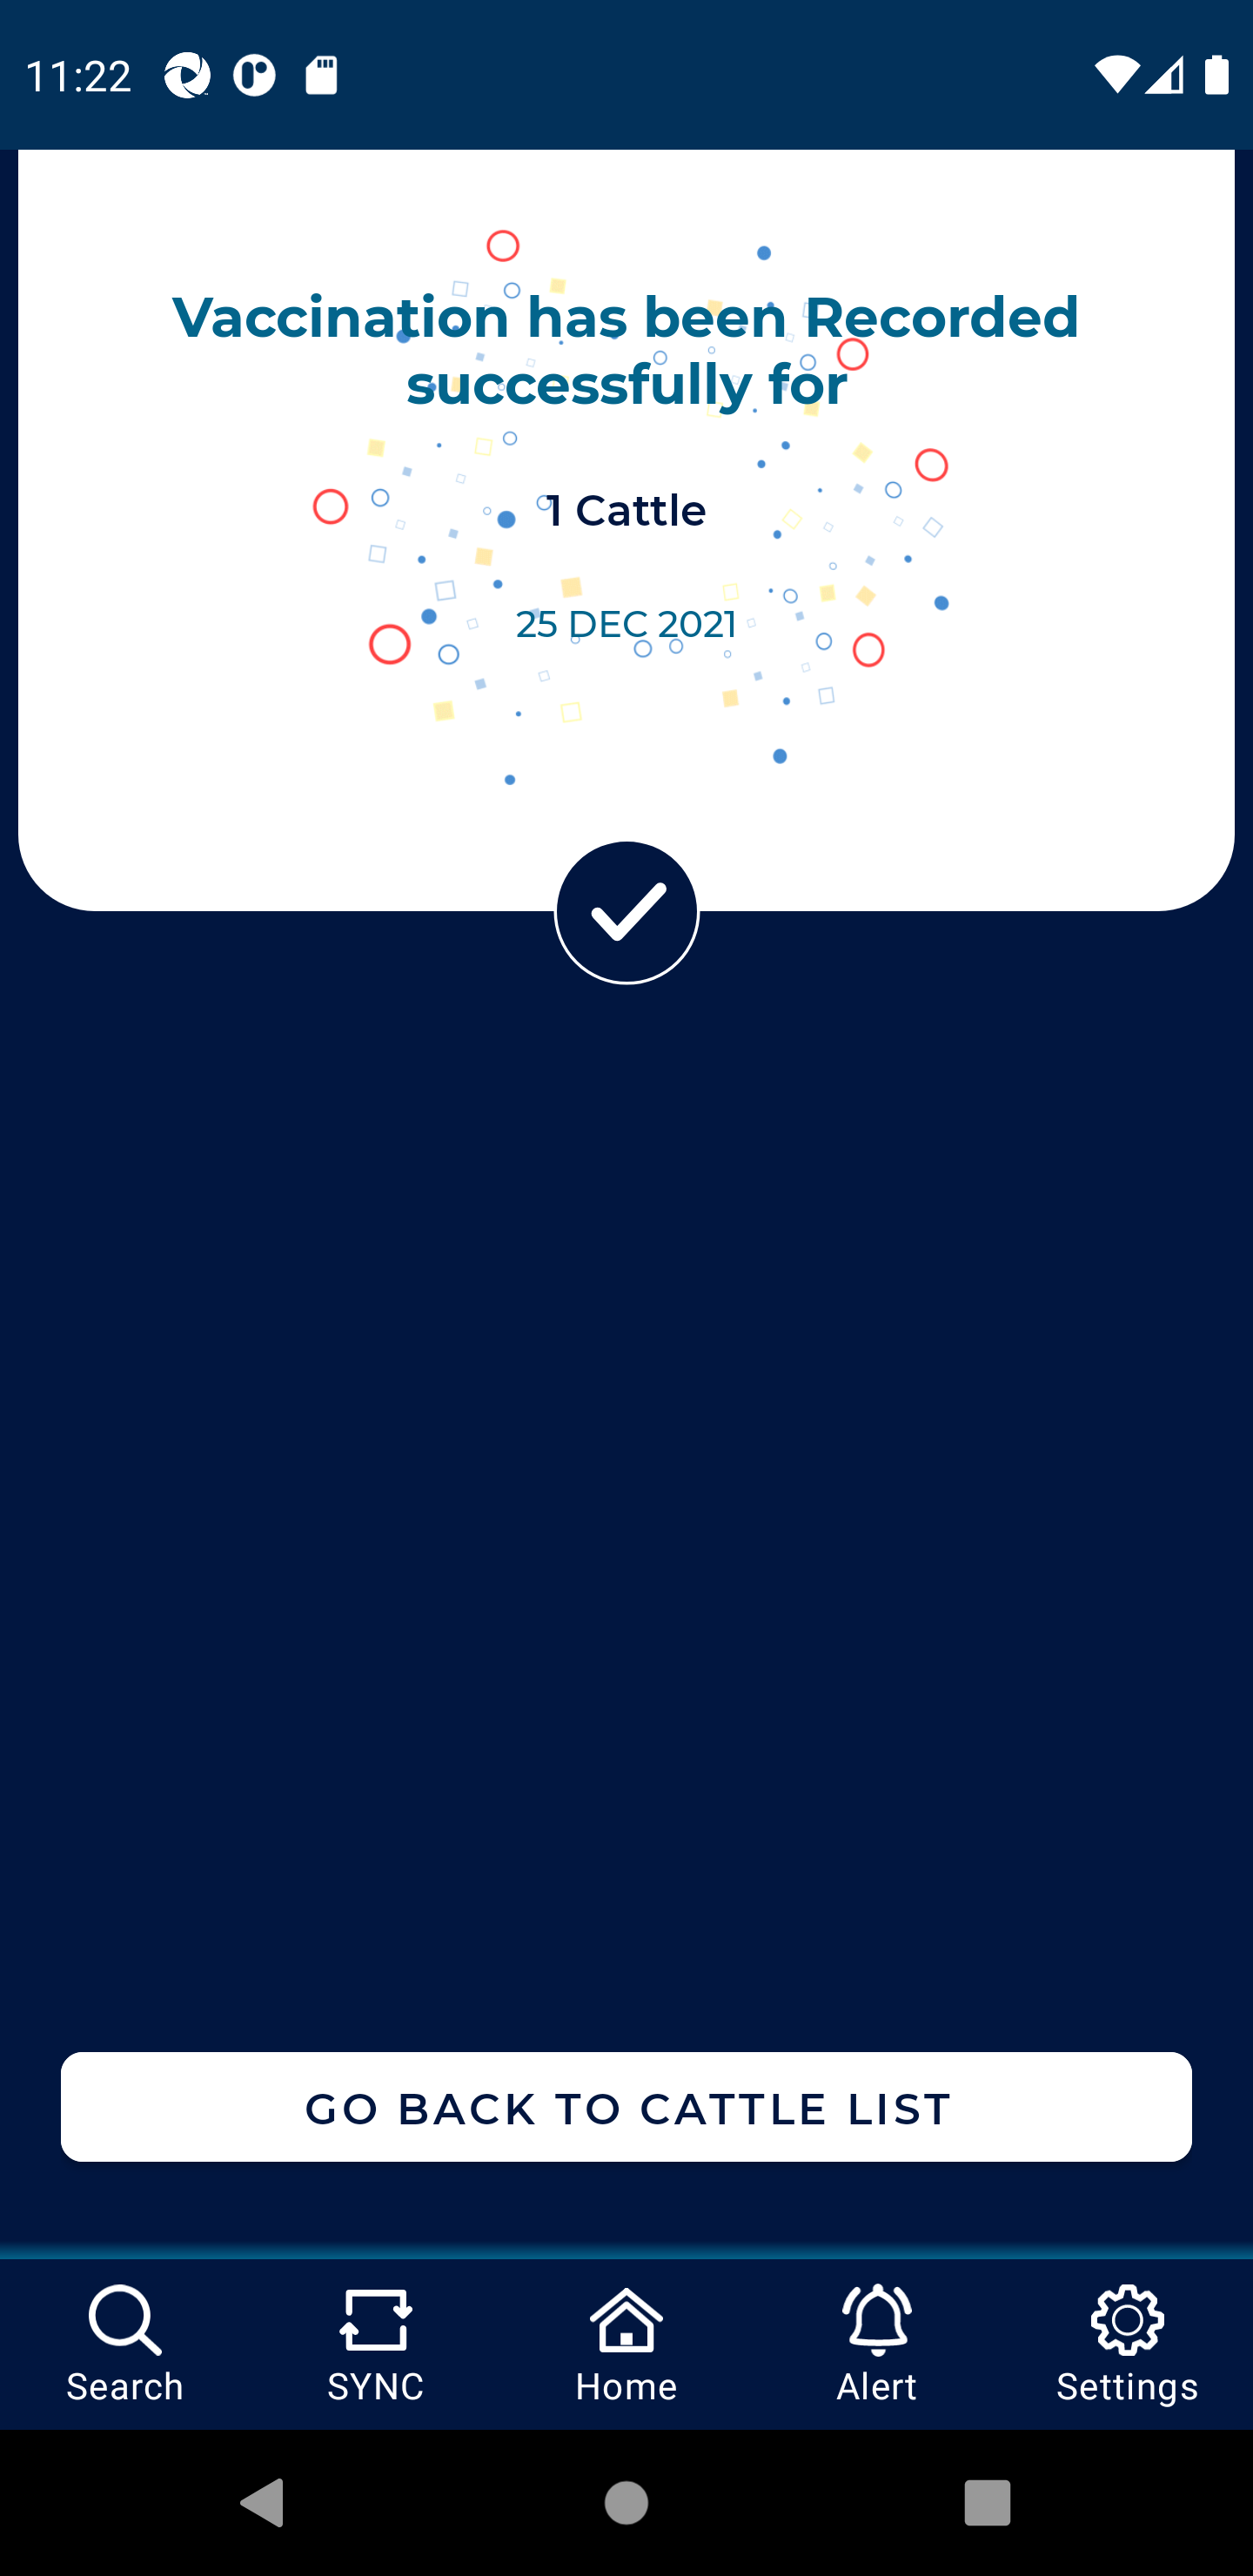 11:22
Vaccination has been Recorded
successfully for
1 Cattle
25 DEC 2021
GO BACK TO CATTLE LIST
Search
SYNC
Home
Alert
Settings